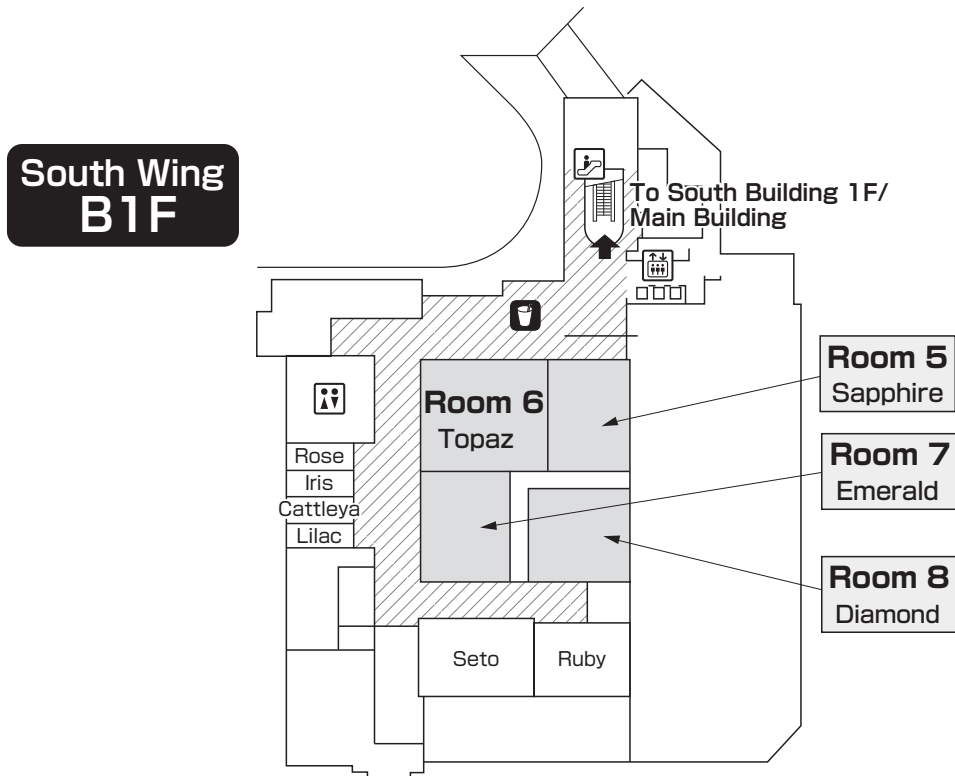 South Wing
B1F
To South Building 1F/
Main Building
Room 5
Sapphire
Room 6
Topaz
Room 7
Emerald
Rose
Iris
Cattleya
Lilac
Room 8
Diamond
Seto
Ruby